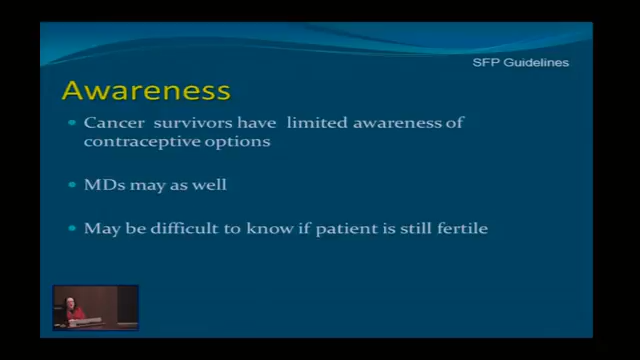 SFP Guidelines
Awareness
• Cancer survivors have limited awareness of
contraceptive options
• MDs may as well
• May be difficult to know if patient is still fertile